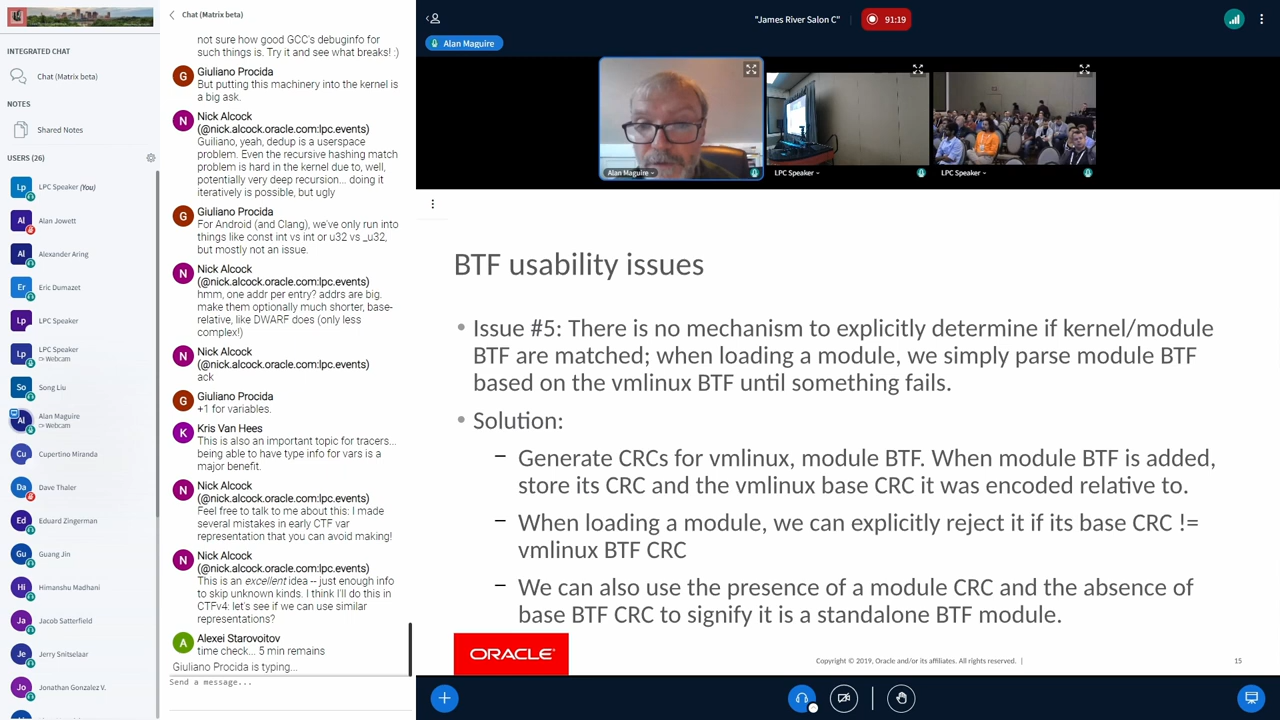 INTEGRATED CHAT
Chat (Matrix beta)
NOTES
Shared Notes
USERS (26)
Lp
LPC Speaker (You)
Al
Alan Jowett
Al
Alexander Aring
Er
Eric Dumazet
Lp
LPC Speaker
Lp
LPC Speaker
Webcam
So
Song Liu
Al
Alan Maguire
Webcam
Cu
Cupertino Miranda
Da
Dave Thaler
Ed
Eduard Zingerman
Gu
Guang Jin
Hi
Himanshu Madhani
Ja
Jacob Satterfield
Je
Jerry Snitselaar
Jo
Jonathan Gonzalez V.
Chat (Matrix beta)
not sure how good GCC's debuginfo for
such things is. Try it and see what breaks! :)
G
Giuliano Procida
But putting this machinery into the kernel is
a big ask.
N
Nick Alcock
(@nick.alcock.oracle.com:lpc.events)
Guiliano, yeah, dedup is a userspace
problem. Even the recursive hashing match
problem is hard in the kernel due to, well,
potentially very deep recursion... doing it
iteratively is possible, but ugly
G
Giuliano Procida
For Android (and Clang), we've only run into
things like const int vs int or u32 vs _u32,
but mostly not an issue.
N
Nick Alcock
(@nick.alcock.oracle.com:lpc.events)
hmm, one addr per entry? addrs are big.
make them optionally much shorter, base-
relative, like DWARF does (only less
complex!)
N
Nick Alcock
(@nick.alcock.oracle.com:lpc.events)
ack
G
Giuliano Procida
+1 for variables.
K
Kris Van Hees
This is also an important topic for tracers...
being able to have type info for vars is a
major benefit.
N
Nick Alcock
(@nick.alcock.oracle.com:lpc.events)
Feel free to talk to me about this: I made
several mistakes in early CTF var
representation that you can avoid making!
N
Nick Alcock
(@nick.alcock.oracle.com:lpc.events)
This is an excellent idea -- just enough info
to skip unknown kinds. I think I'll do this in
CTFv4: let's see if we can use similar
representations?
A
Alexei Starovoitov
time check... 5 min remains
Giuliano Procida is typing...
Send a message...
"James River Salon C"
91:19
Alan Maguire
Alan Maguire
LPC Speaker
LPC Speaker
BTF usability issues
• Issue #5: There is no mechanism to explicitly determine if kernel/module
BTF are matched; when loading a module, we simply parse module BTF
based on the vmlinux BTF until something fails.
• Solution:
– Generate CRCs for vmlinux, module BTF. When module BTF is added,
store its CRC and the vmlinux base CRC it was encoded relative to.
– When loading a module, we can explicitly reject it if its base CRC !=
vmlinux BTF CRC
– We can also use the presence of a module CRC and the absence of
base BTF CRC to signify it is a standalone BTF module.
ORACLE
Copyright © 2019, Oracle and/or its affiliates. All rights reserved. |
15